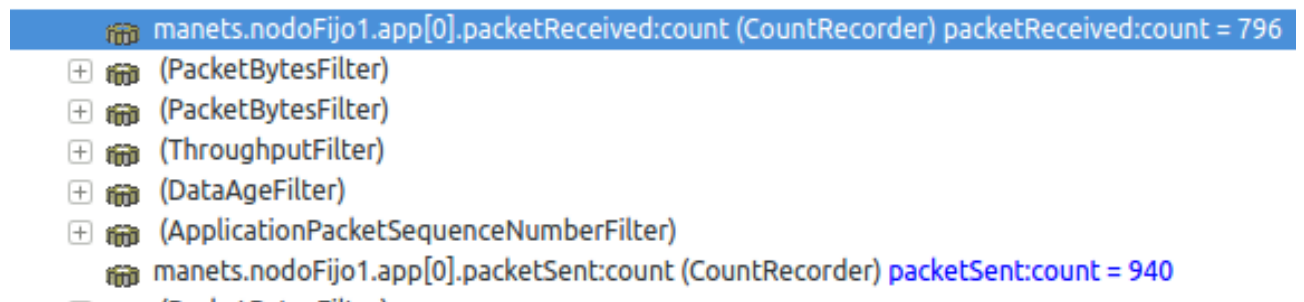 manets.nodoFijo1.app[0].packetReceived:count (CountRecorder) packetReceived:count = 796
(PacketBytesFilter)
(PacketBytesFilter)
(ThroughputFilter)
(DataAgeFilter)
(ApplicationPacketSequenceNumberFilter)
manets.nodoFijo1.app[0].packetSent:count (CountRecorder) packetSent:count = 940